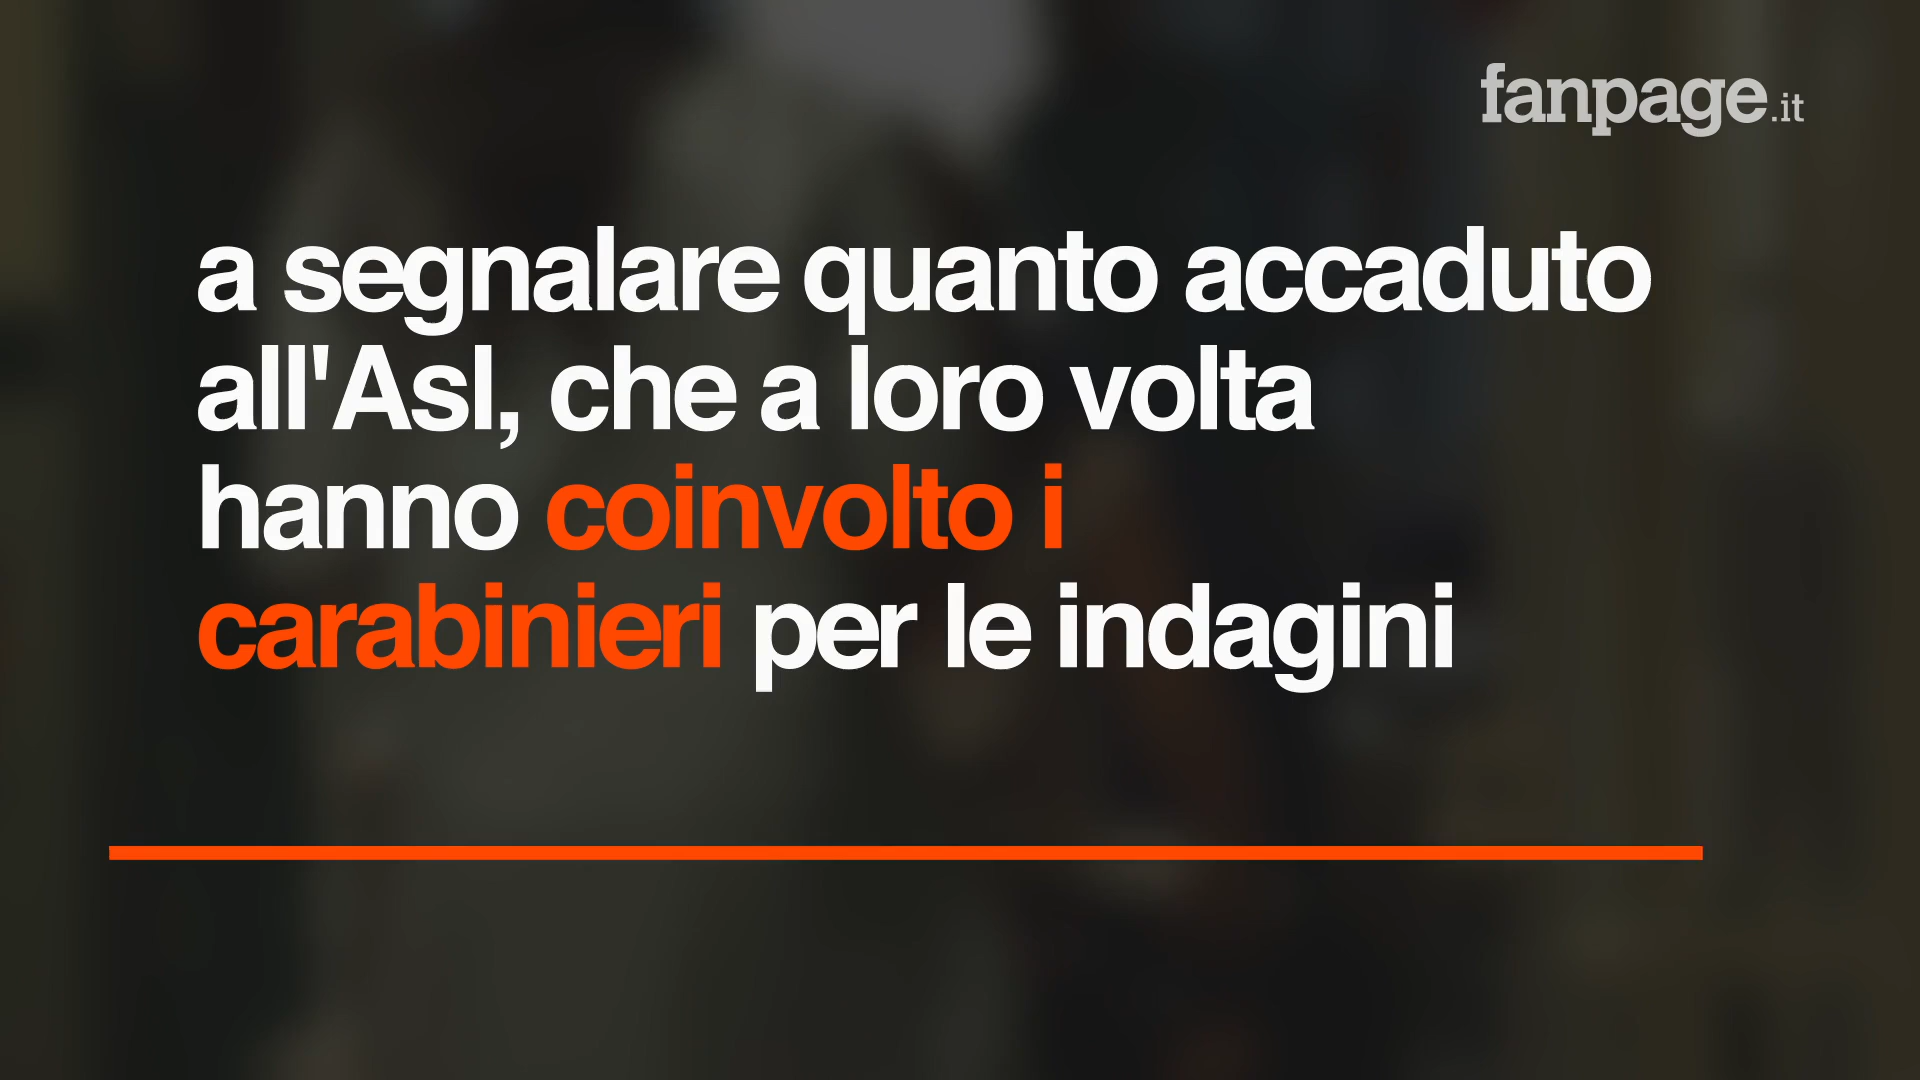 fanpage.it
a segnalare quanto accaduto
all'Asl, che a loro volta
hanno coinvolto i
carabinieri per le indagini